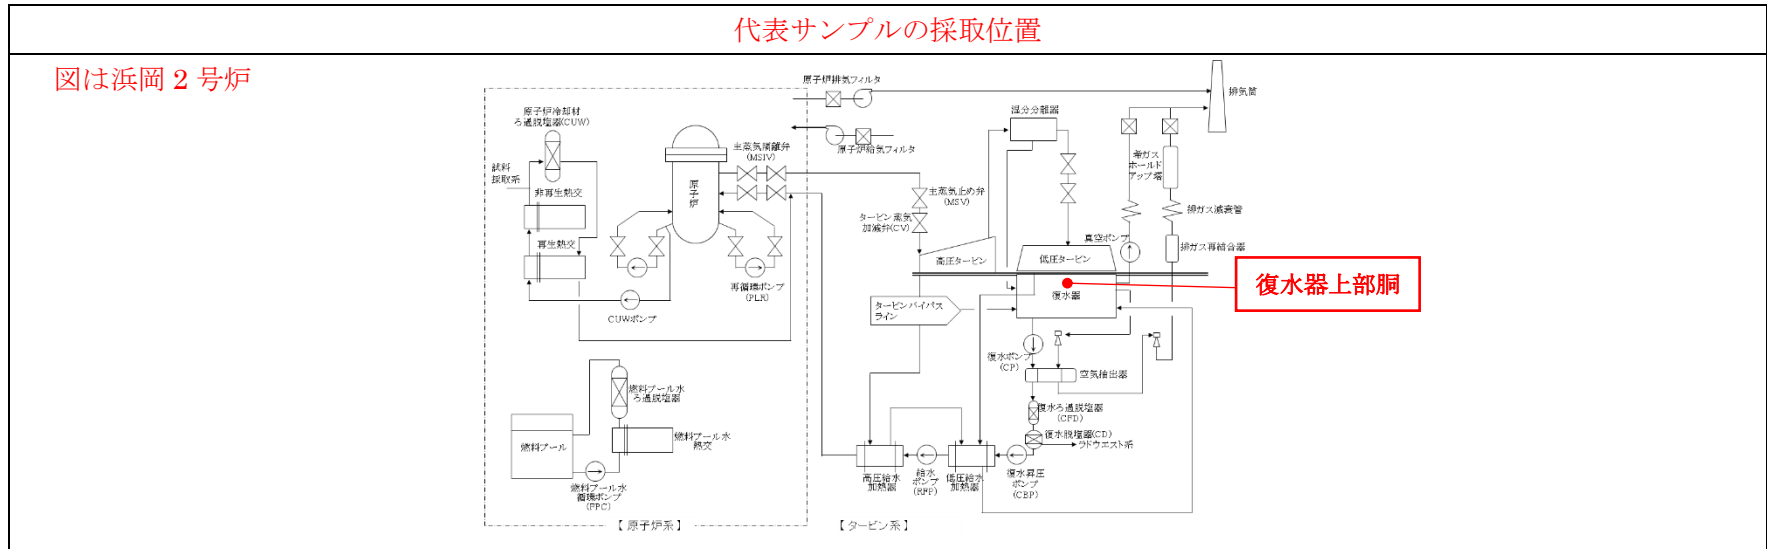 代表サンプルの採取位置
図は浜岡 2 号炉
原子炉排気フィルタ
排気筒
原子炉冷却材
ろ過脱塩器(CUW)
湿分分離器
主蒸気隔離弁
(MSIV)
原子炉給気フィルタ
希ガス
ホールド
アップ塔
試料
採取系
非再生熱交
原子炉
主蒸気止め弁
(MSV)
タービン蒸気
加減弁(CV)
排ガス減衰管
真空ポンプ
排ガス再結合器
再生熱交
高圧タービン
低圧タービン
復水器上部胴
再循環ポンプ
(PLR)
復水器
タービンバイパス
ライン
CUWポンプ
復水ポンプ
(CP)
空気抽出器
燃料プール水
ろ過脱塩器
復水ろ過脱塩器
(CFD)
復水脱塩器(CD)
ラドウエスト系
燃料プール
燃料プール水
熱交
高圧給水
加熱器
給水
ポンプ
(RFP)
低圧給水
加熱器
復水昇圧
ポンプ
(CBP)
燃料プール水
循環ポンプ
(FPC)
【 原子炉系 】
【 タービン系 】